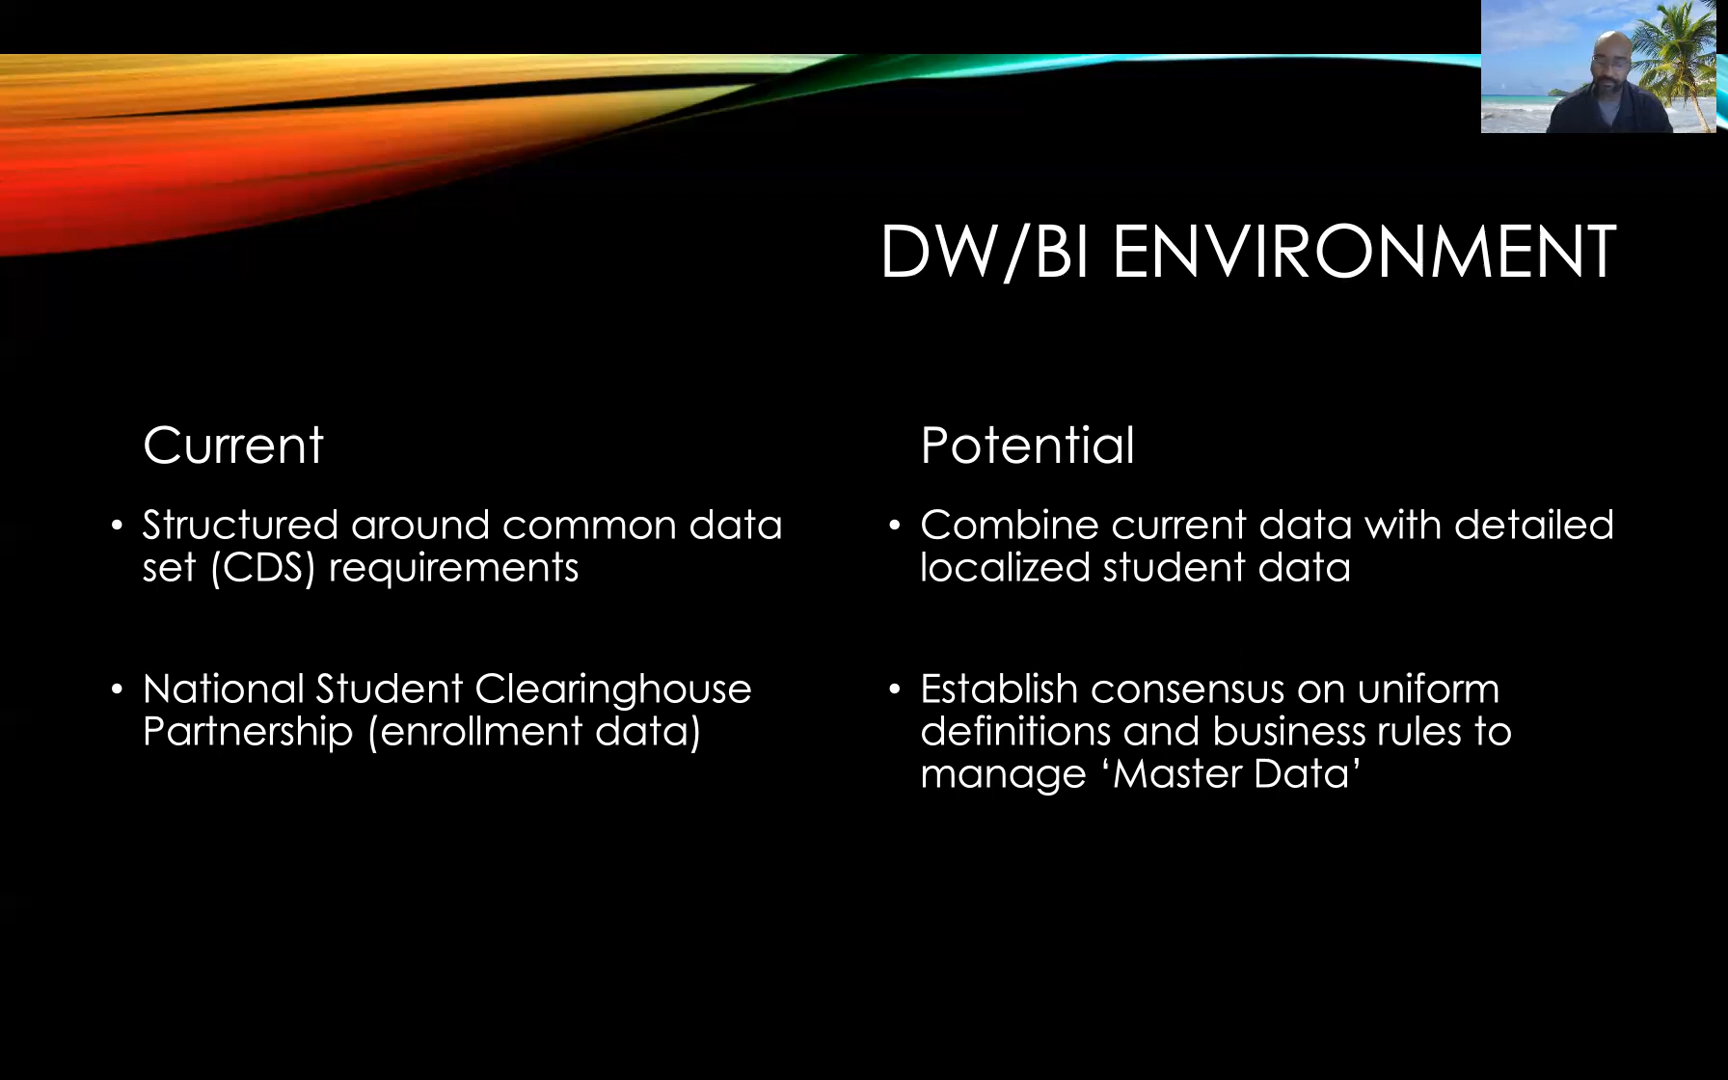 DW/BI ENVIRONMENT
Current
• Structured around common data
set (CDS) requirements
• National Student Clearinghouse
Partnership (enrollment data)
Potential
• Combine current data with detailed
localized student data
• Establish consensus on uniform
definitions and business rules to
manage ‘Master Data’